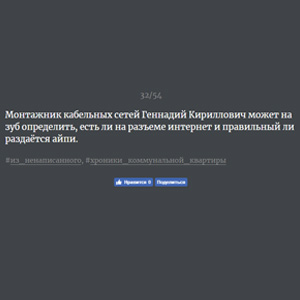 32/54
Монтажник кабельных сетей Геннадий Кириллович может на
зуб определить, есть ли на разъеме интернет и правильный ли
раздаётся айпи.
#из_ненаписанного, #хроники_коммунальной_квартиры
Нравится 0 Поделиться